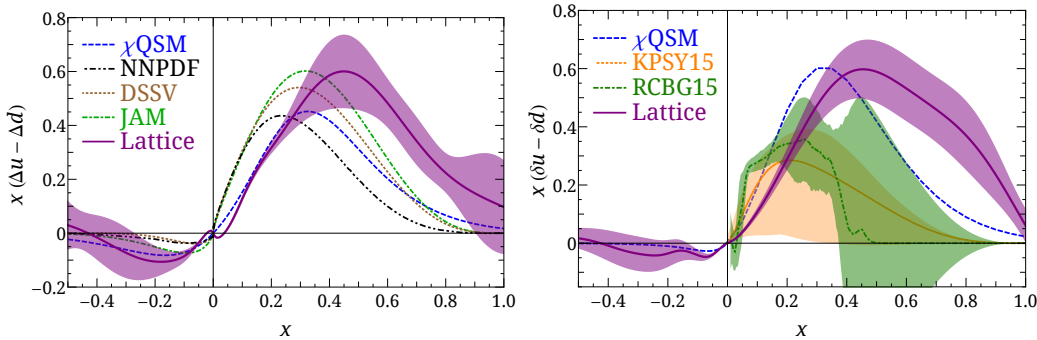 0.8
0.6
0.4
0.2
0
−0.2
x (Δu − Δd)
χQSM
NNPDF
DSSV
JAM
Lattice
−0.4 −0.2 0 0.2 0.4 0.6 0.8 1.0
x
0.8
0.6
0.4
0.2
0
x (δu − δd)
χQSM
KPSY15
RCBG15
Lattice
−0.4 −0.2 0 0.2 0.4 0.6 0.8 1.0
x